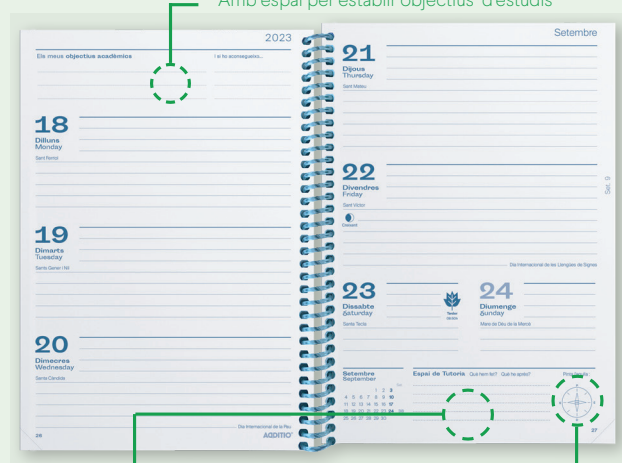 Amb espai per establir objectius d'estudis
2023
Els meus objectius acadèmics
I si ho aconsegueixo...
18
Dilluns
Monday
Sant Ferriol
19
Dimarts
Tuesday
Sants Gener i Nil
20
Dimecres
Wednesday
Santa Càndida
Dia Internacional de la Pau
26
ADDITIO
Setembre
21
Dijous
Thursday
Sant Mateu
22
Divendres
Friday
Sant Víctor
Creixent
Set. 9
Dia Internacional de les Llengües de Signes
23
Dissabte
Saturday
Santa Tecla
Tardor
24
Diumenge
Sunday
Mare de Déu de la Mercè
Setembre
September
1 2 3
4 5 6 7 8 9 10
11 12 13 14 15 16 17
18 19 20 21 22 23 24
25 26 27 28 29 30
Espai de Tutoria Què hem fet? Què he après?
27